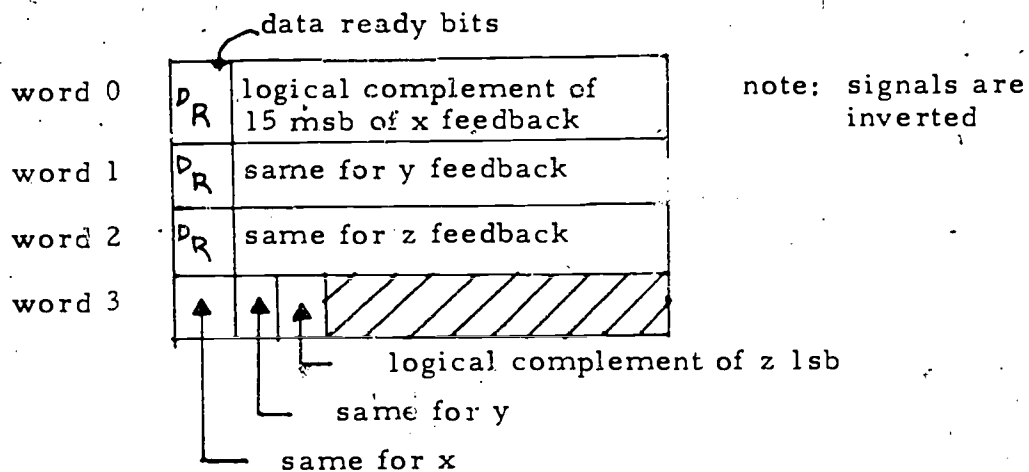 data ready bits
word 0
DR
logical complement of
15 msb of x feedback
note: signals are
inverted
word 1
DR
same for y feedback
word 2
DR
same for z feedback
word 3
logical complement of z lsb
same for y
same for x